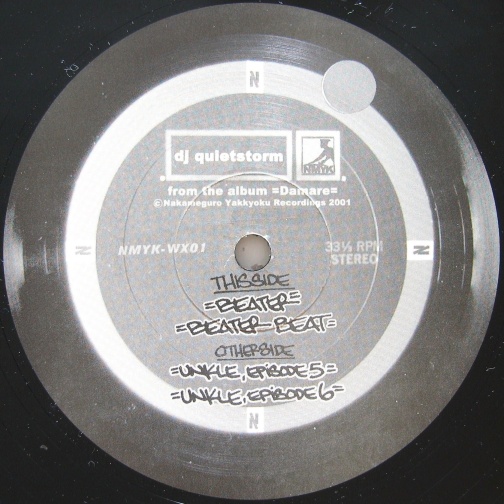 N
dj quietstorm
NMYK
from the album =Damare=
©Nakameguro Yakkyoku Recordings 2001
N
NMYK-WX01
33⅓ RPM
STEREO
N
THISSIDE
=BEATER=
=BEATER-BEAT=
OTHERSIDE
=UNKLE, EPISODE 5=
=UNKLE, EPISODE 6=
N